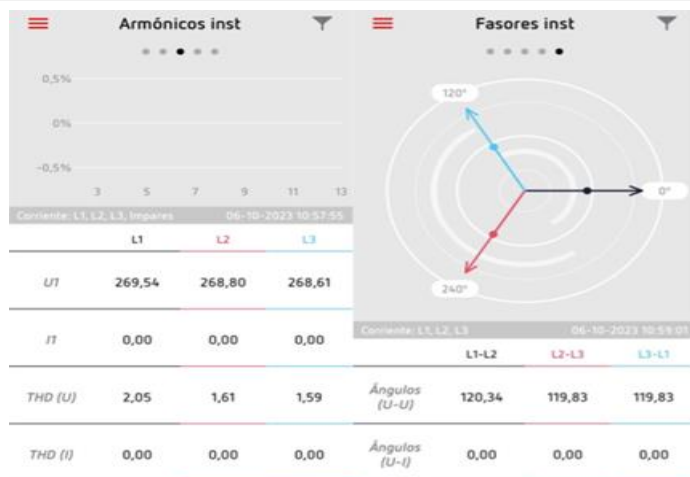 Armónicos inst
0,5%
0%
-0,5%
3 5 7 9 11 13
Corriente: L1, L2, L3, Impares 06-10-2023 10:57:55
L1 L2 L3
U1 269,54 268,80 268,61
I1 0,00 0,00 0,00
THD (U) 2,05 1,61 1,59
THD (I) 0,00 0,00 0,00
Fasores inst
120°
0°
240°
Corriente: L1, L2, L3 06-10-2023 10:59:01
L1-L2 L2-L3 L3-L1
Ángulos
(U-U) 120,34 119,83 119,83
Ángulos
(U-I) 0,00 0,00 0,00